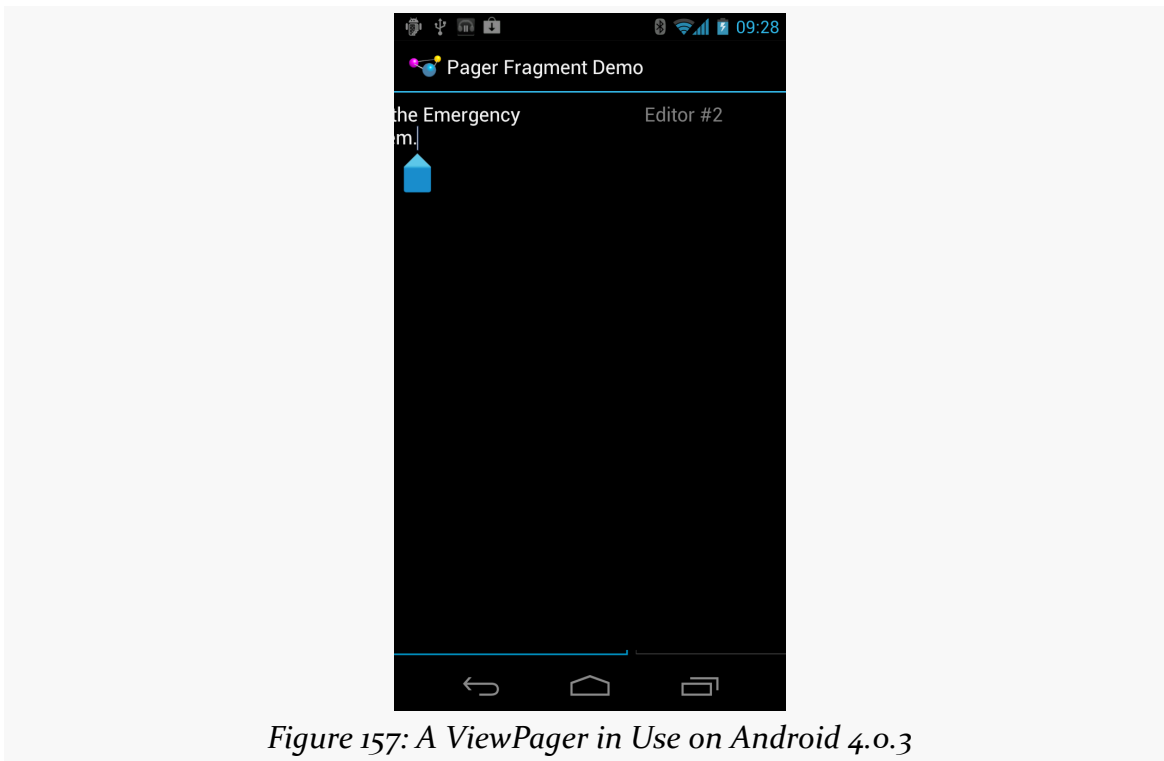 09:28
Pager Fragment Demo
the Emergency
em.
Editor #2
Figure 157: A ViewPager in Use on Android 4.0.3